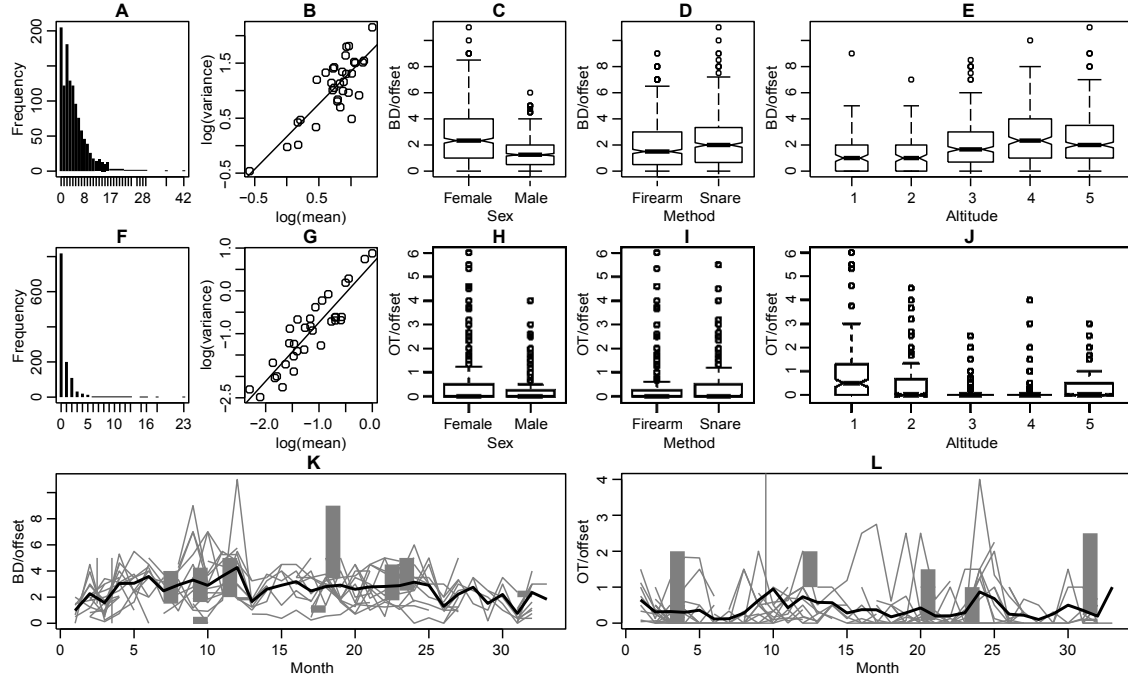 A B C D E
Frequency
0 50 100 200
0 8 17 28 42
log(variance)
−0.5 0.5 1.5
−0.5 0.5
log(mean)
BD/offset
0 2 4 6 8
Female Male
Sex
BD/offset
0 2 4 6 8
Firearm Snare
Method
BD/offset
0 2 4 6 8
1 2 3 4 5
Altitude
F G H I J
Frequency
0 200 600
0 5 10 16 23
log(variance)
−2.5 −1.0 0.0 1.0
−2.0 −1.0 0.0
log(mean)
OT/offset
0 1 2 3 4 5 6
Female Male
Sex
OT/offset
0 1 2 3 4 5 6
Firearm Snare
Method
OT/offset
0 1 2 3 4 5 6
1 2 3 4 5
Altitude
K L
BD/offset
0 2 4 6 8
0 5 10 15 20 25 30
Month
OT/offset
0 1 2 3 4
0 5 10 15 20 25 30
Month